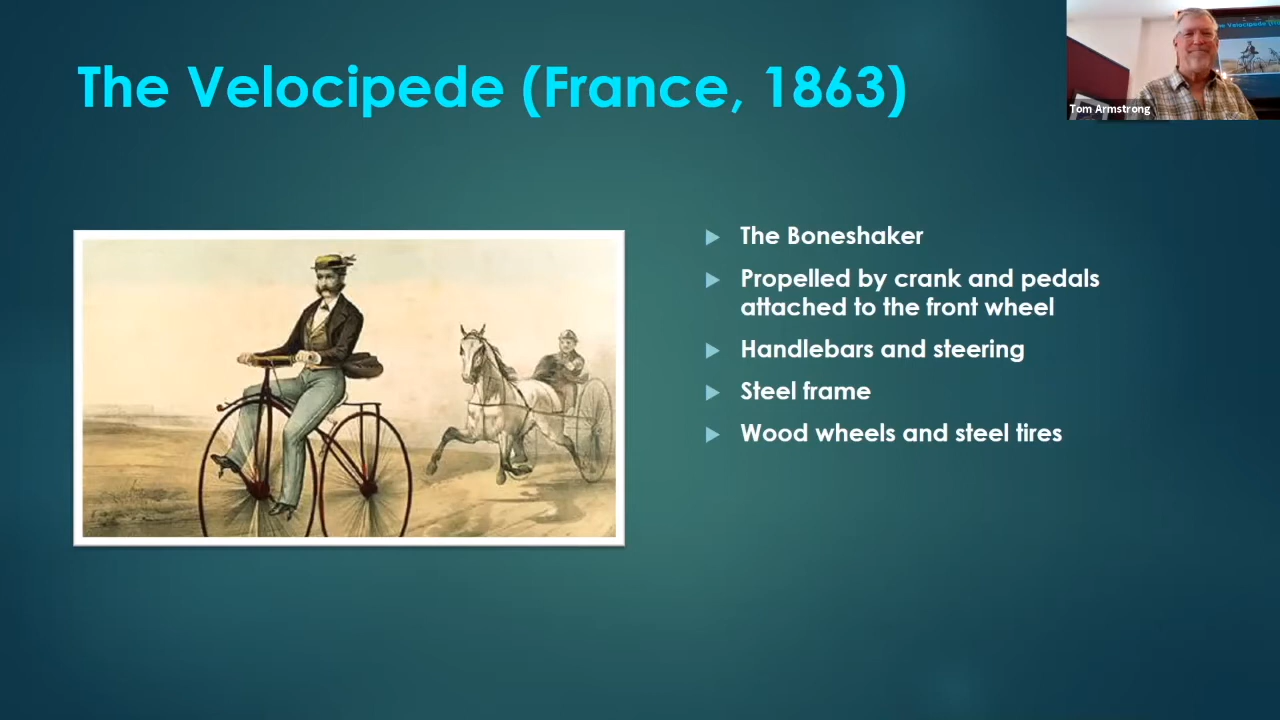 The Velocipede (France, 1863)
Tom Armstrong
The Boneshaker
Propelled by crank and pedals
attached to the front wheel
Handlebars and steering
Steel frame
Wood wheels and steel tires